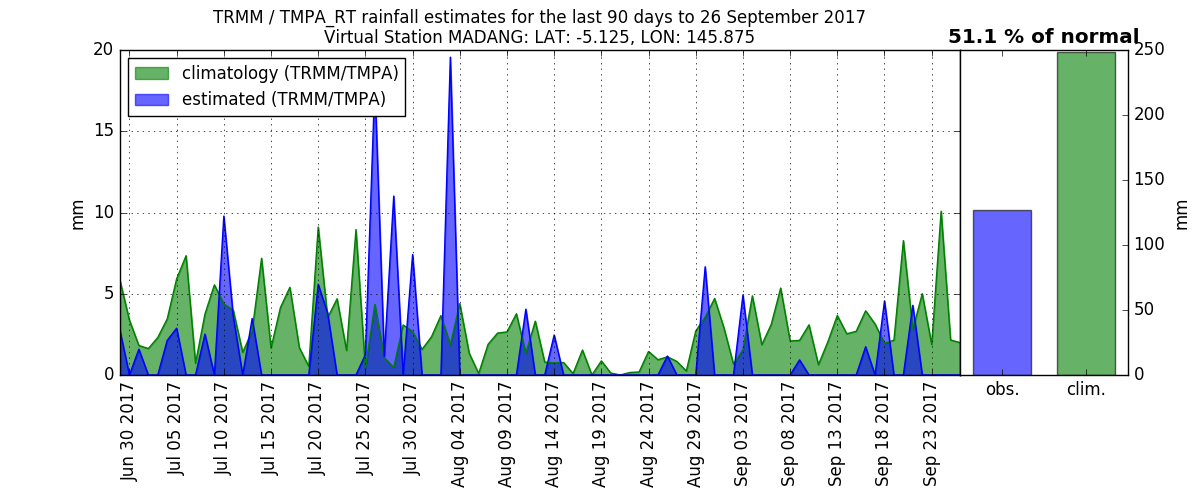 TRMM / TMPA_RT rainfall estimates for the last 90 days to 26 September 2017
Virtual Station MADANG: LAT: -5.125, LON: 145.875
51.1 % of normal
climatology (TRMM/TMPA)
estimated (TRMM/TMPA)
20
15
10
5
0
mm
250
200
150
100
50
0
mm
obs.
clim.
Jun 30 2017
Jul 05 2017
Jul 10 2017
Jul 15 2017
Jul 20 2017
Jul 25 2017
Jul 30 2017
Aug 04 2017
Aug 09 2017
Aug 14 2017
Aug 19 2017
Aug 24 2017
Aug 29 2017
Sep 03 2017
Sep 08 2017
Sep 13 2017
Sep 18 2017
Sep 23 2017